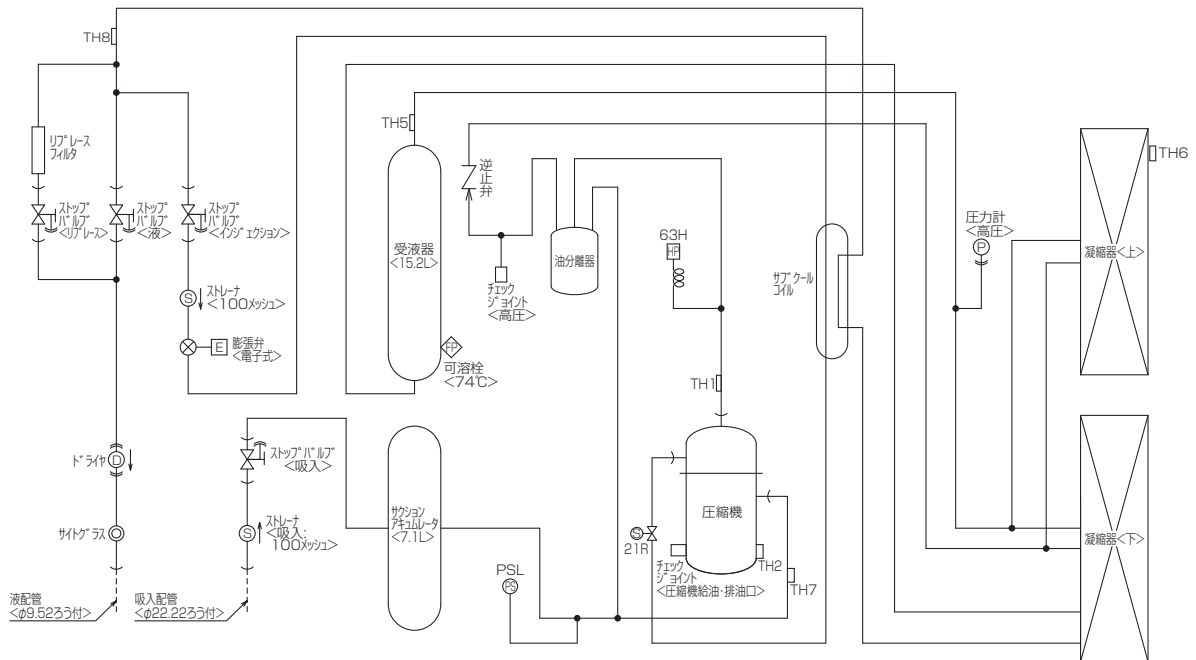 TH8
リプレース
フィルタ
ストップ
バルブ
<リプレース>
ストップ
バルブ
<液>
ストップ
バルブ
<インジェクション>
ストレーナ
<100メッシュ>
S
E
膨張弁
<電子式>
ドライヤ
D
サイトグラス
液配管
<φ9.52ろう付>
吸入配管
<φ22.22ろう付>
ストップバルブ
<吸入>
S
ストレーナ
<吸入:
100メッシュ>
TH5
受液器
<15.2L>
FP
可溶栓
<74℃>
サクション
アキュムレータ
<7.1L>
逆止弁
チェック
ジョイント
<高圧>
油分離器
63H
HP
TH1
圧縮機
S
21R
チェック
ジョイント
<圧縮機給油・排油口>
TH2
TH7
PSL
PS
サブクール
コイル
圧力計
<高圧>
P
TH6
凝縮器<上>
凝縮器<下>